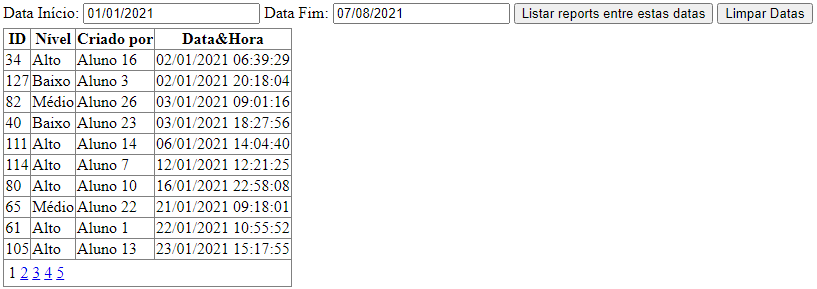 Data Início: 01/01/2021 Data Fim: 07/08/2021 Listar reports entre estas datas Limpar Datas
ID Nível Criado por Data&Hora
34 Alto Aluno 16 02/01/2021 06:39:29
127 Baixo Aluno 3 02/01/2021 20:18:04
82 Médio Aluno 26 03/01/2021 09:01:16
40 Baixo Aluno 23 03/01/2021 18:27:56
111 Alto Aluno 14 06/01/2021 14:04:40
114 Alto Aluno 7 12/01/2021 12:21:25
80 Alto Aluno 10 16/01/2021 22:58:08
65 Médio Aluno 22 21/01/2021 09:18:01
61 Alto Aluno 1 22/01/2021 10:55:52
105 Alto Aluno 13 23/01/2021 15:17:55
1 2 3 4 5